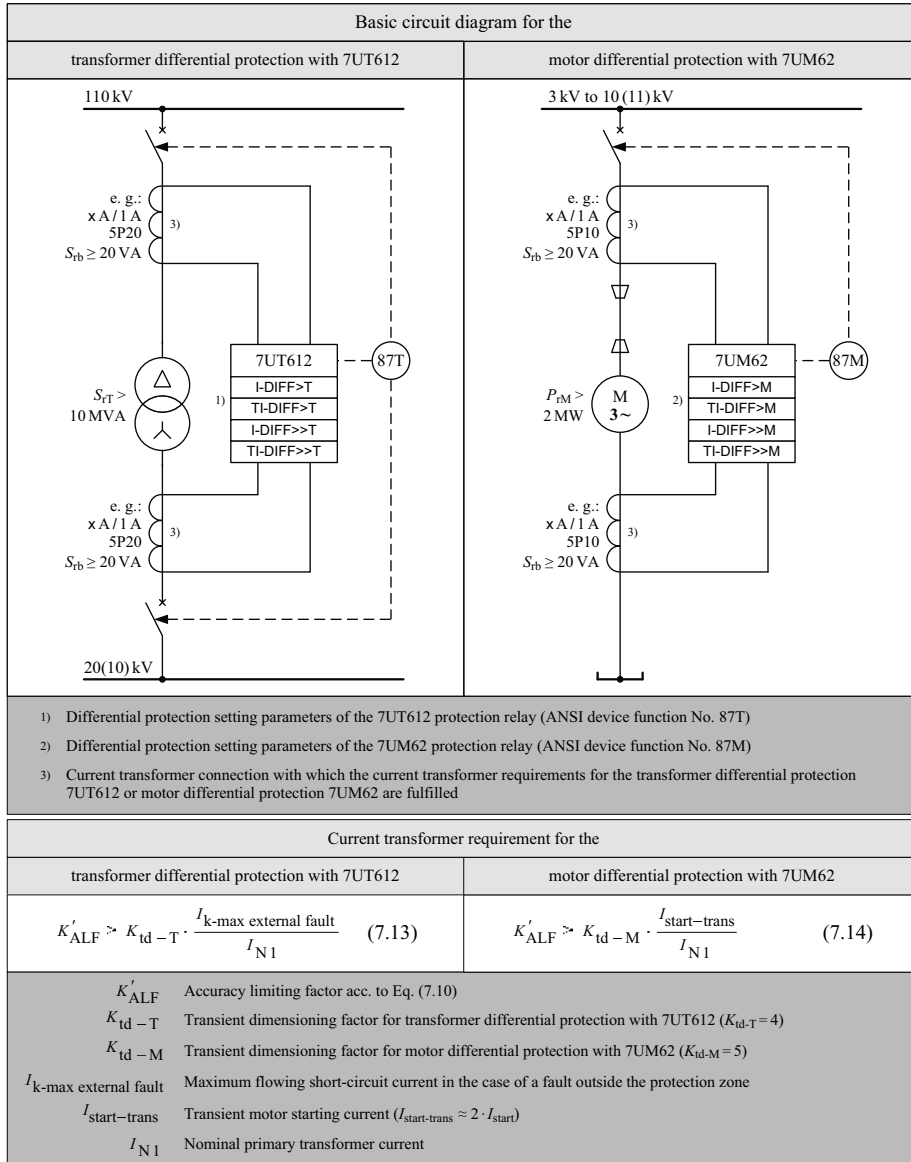 Basic circuit diagram for the
transformer differential protection with 7UT612
motor differential protection with 7UM62
110 kV
e. g.:
x A / 1 A
5P20
S_rb ≥ 20 VA
3)
S_rT >
10 MVA
1)
7UT612
I-DIFF>T
TI-DIFF>T
I-DIFF>>T
TI-DIFF>>T
87T
e. g.:
x A / 1 A
5P20
S_rb ≥ 20 VA
3)
20(10) kV
3 kV to 10 (11) kV
e. g.:
x A / 1 A
5P10
S_rb ≥ 20 VA
3)
P_rM >
2 MW
M
3~
2)
7UM62
I-DIFF>M
TI-DIFF>M
I-DIFF>>M
TI-DIFF>>M
87M
e. g.:
x A / 1 A
5P10
S_rb ≥ 20 VA
3)
1) Differential protection setting parameters of the 7UT612 protection relay (ANSI device function No. 87T)
2) Differential protection setting parameters of the 7UM62 protection relay (ANSI device function No. 87M)
3) Current transformer connection with which the current transformer requirements for the transformer differential protection
7UT612 or motor differential protection 7UM62 are fulfilled
Current transformer requirement for the
transformer differential protection with 7UT612
motor differential protection with 7UM62
K'_ALF ≥ K_td – T · I_k-max external fault / I_N 1 (7.13)
K'_ALF ≥ K_td – M · I_start–trans / I_N 1 (7.14)
K'_ALF Accuracy limiting factor acc. to Eq. (7.10)
K_td – T Transient dimensioning factor for transformer differential protection with 7UT612 (K_td-T = 4)
K_td – M Transient dimensioning factor for motor differential protection with 7UM62 (K_td-M = 5)
I_k-max external fault Maximum flowing short-circuit current in the case of a fault outside the protection zone
I_start–trans Transient motor starting current (I_start-trans ≈ 2 · I_start)
I_N 1 Nominal primary transformer current